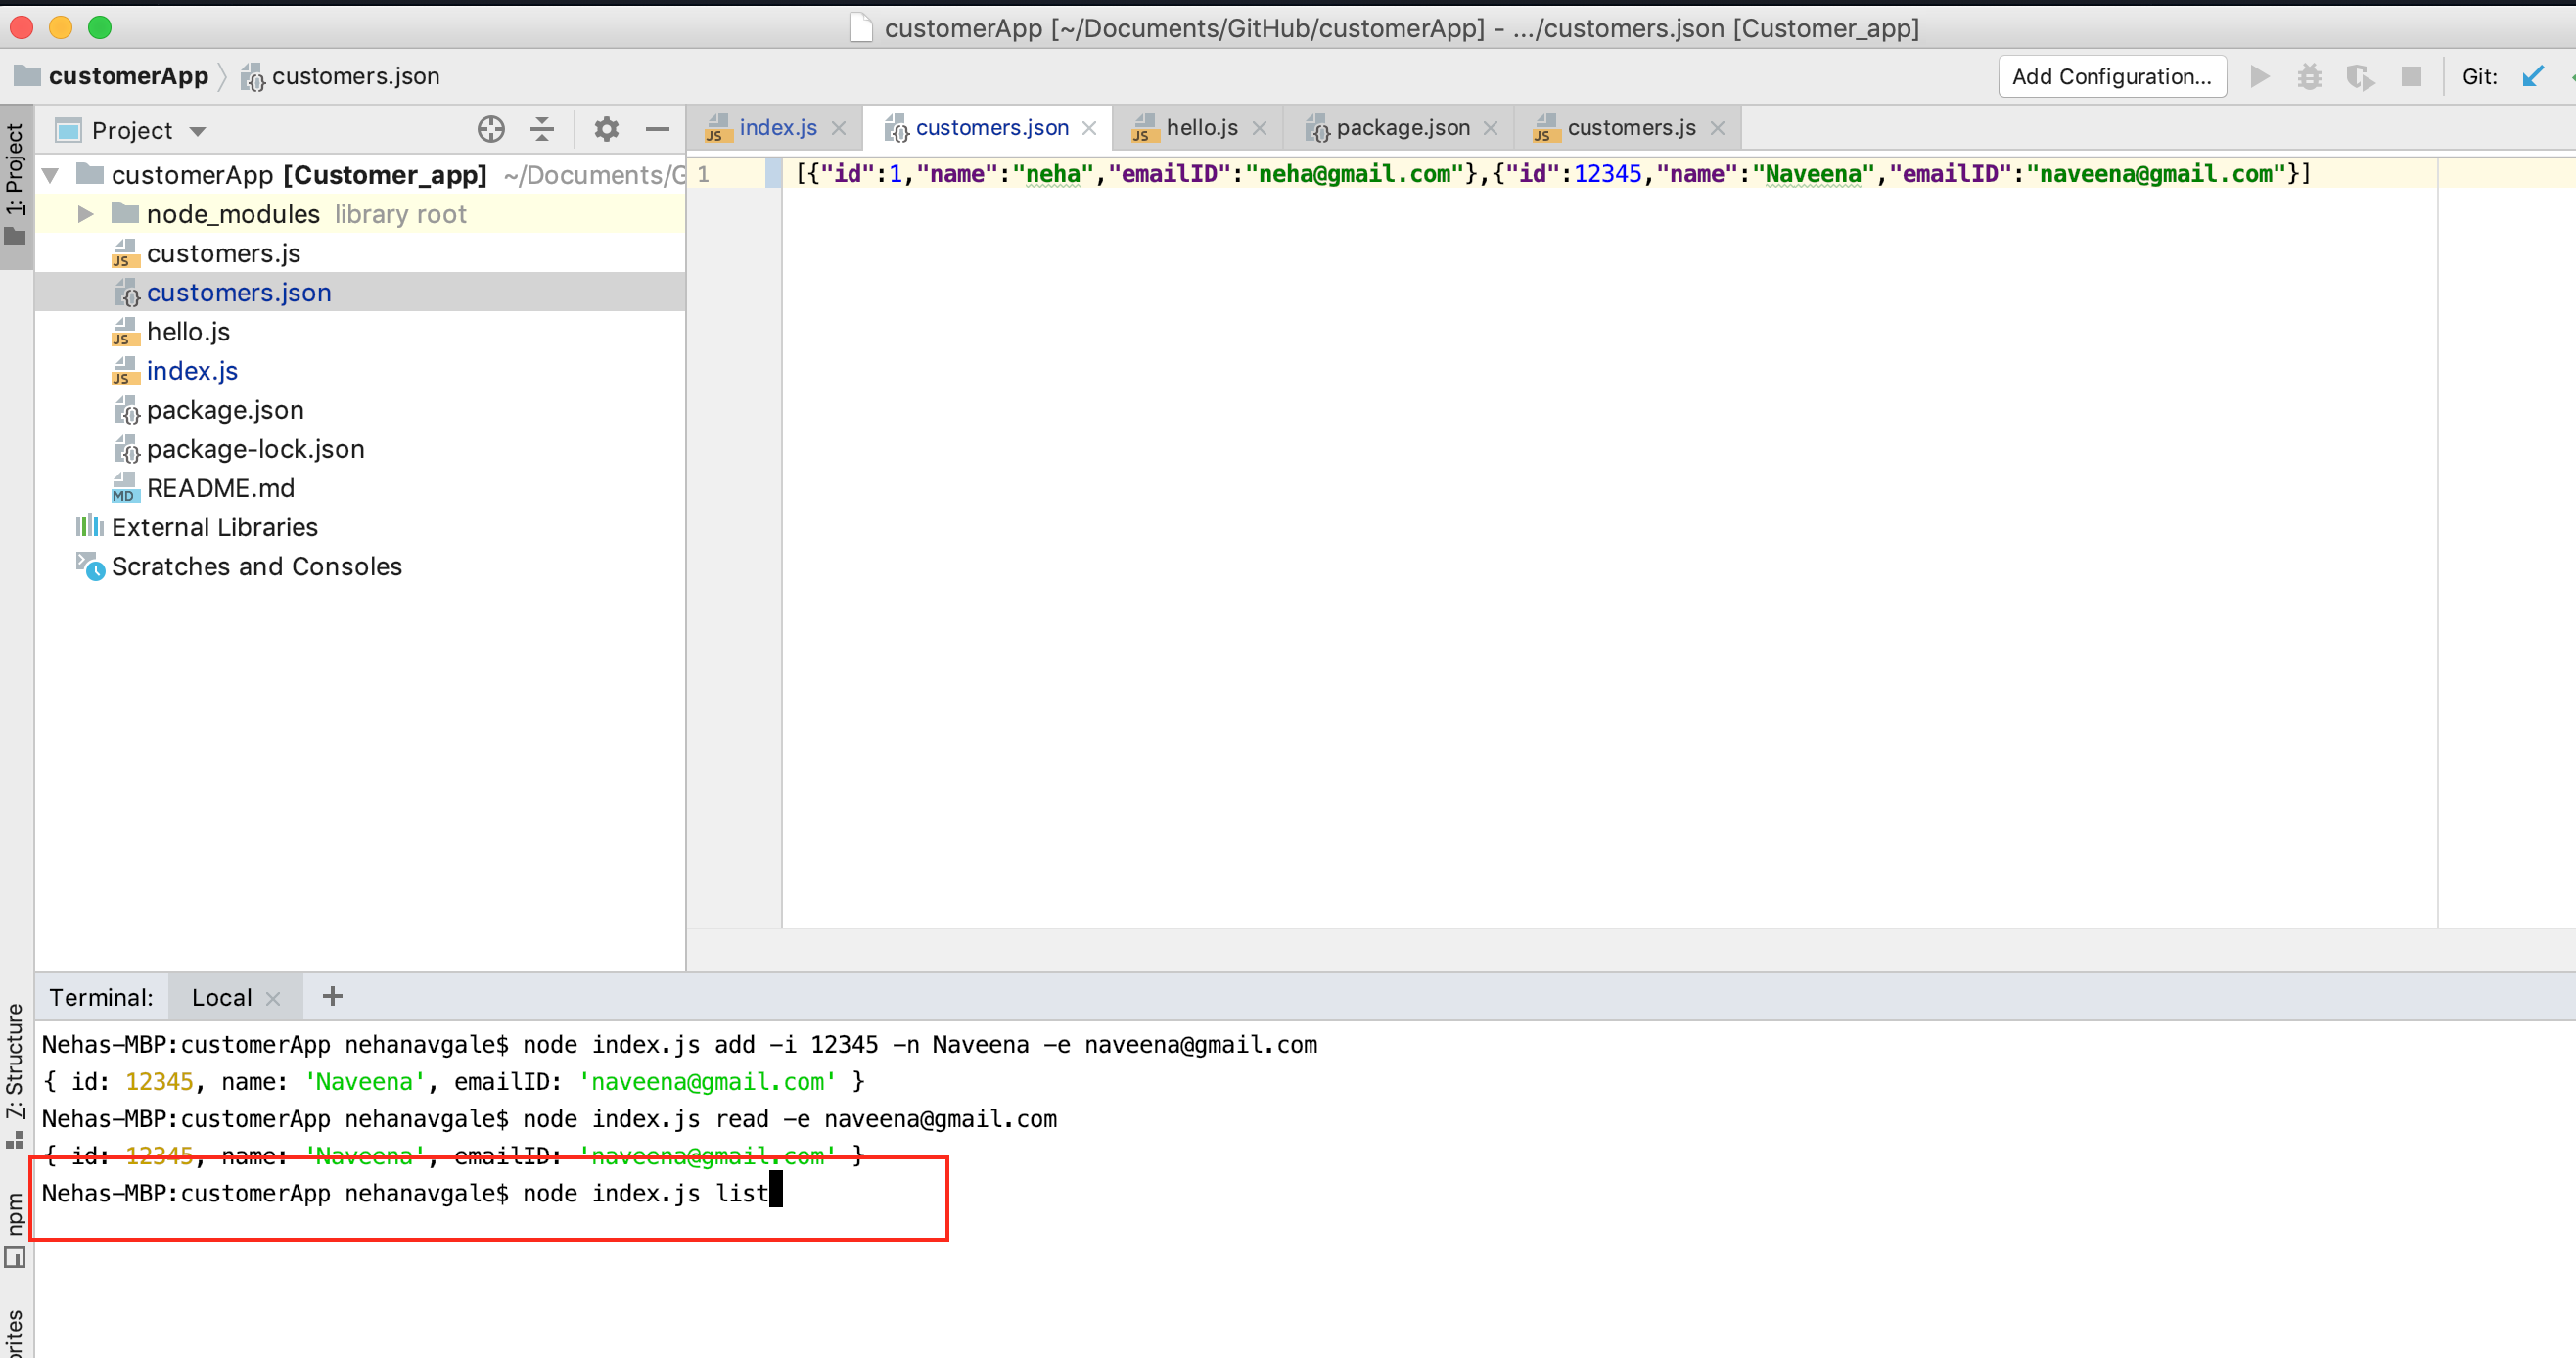 customerApp [~/Documents/GitHub/customerApp] - .../customers.json [Customer_app]
customerApp customers.json
Add Configuration... Git:
1: Project
Project
index.js customers.json hello.js package.json customers.js
customerApp [Customer_app] ~/Documents/G
node_modules library root
customers.js
customers.json
hello.js
index.js
package.json
package-lock.json
README.md
External Libraries
Scratches and Consoles
1 [{"id":1,"name":"neha","emailID":"neha@gmail.com"},{"id":12345,"name":"Naveena","emailID":"naveena@gmail.com"}]
Terminal: Local +
Nehas-MBP:customerApp nehanavgale$ node index.js add -i 12345 -n Naveena -e naveena@gmail.com
{ id: 12345, name: 'Naveena', emailID: 'naveena@gmail.com' }
Nehas-MBP:customerApp nehanavgale$ node index.js read -e naveena@gmail.com
{ id: 12345, name: 'Naveena', emailID: 'naveena@gmail.com' }
Nehas-MBP:customerApp nehanavgale$ node index.js list
Z: Structure
npm